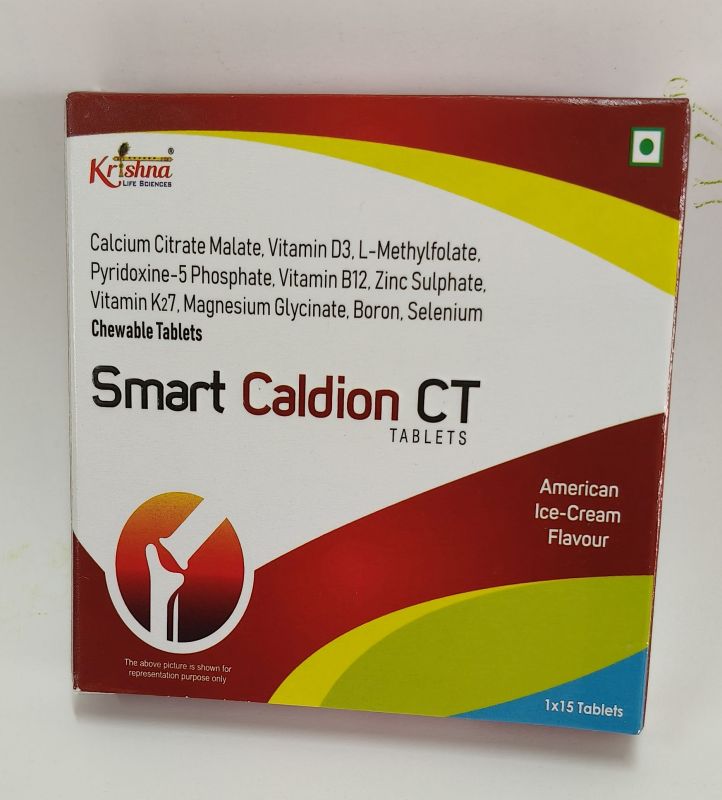 Krishna®
LIFE SCIENCES
Calcium Citrate Malate, Vitamin D3, L-Methylfolate,
Pyridoxine-5 Phosphate, Vitamin B12, Zinc Sulphate,
Vitamin K27, Magnesium Glycinate, Boron, Selenium
Chewable Tablets
Smart Caldion CT
TABLETS
American
Ice-Cream
Flavour
The above picture is shown for
representation purpose only
1x15 Tablets